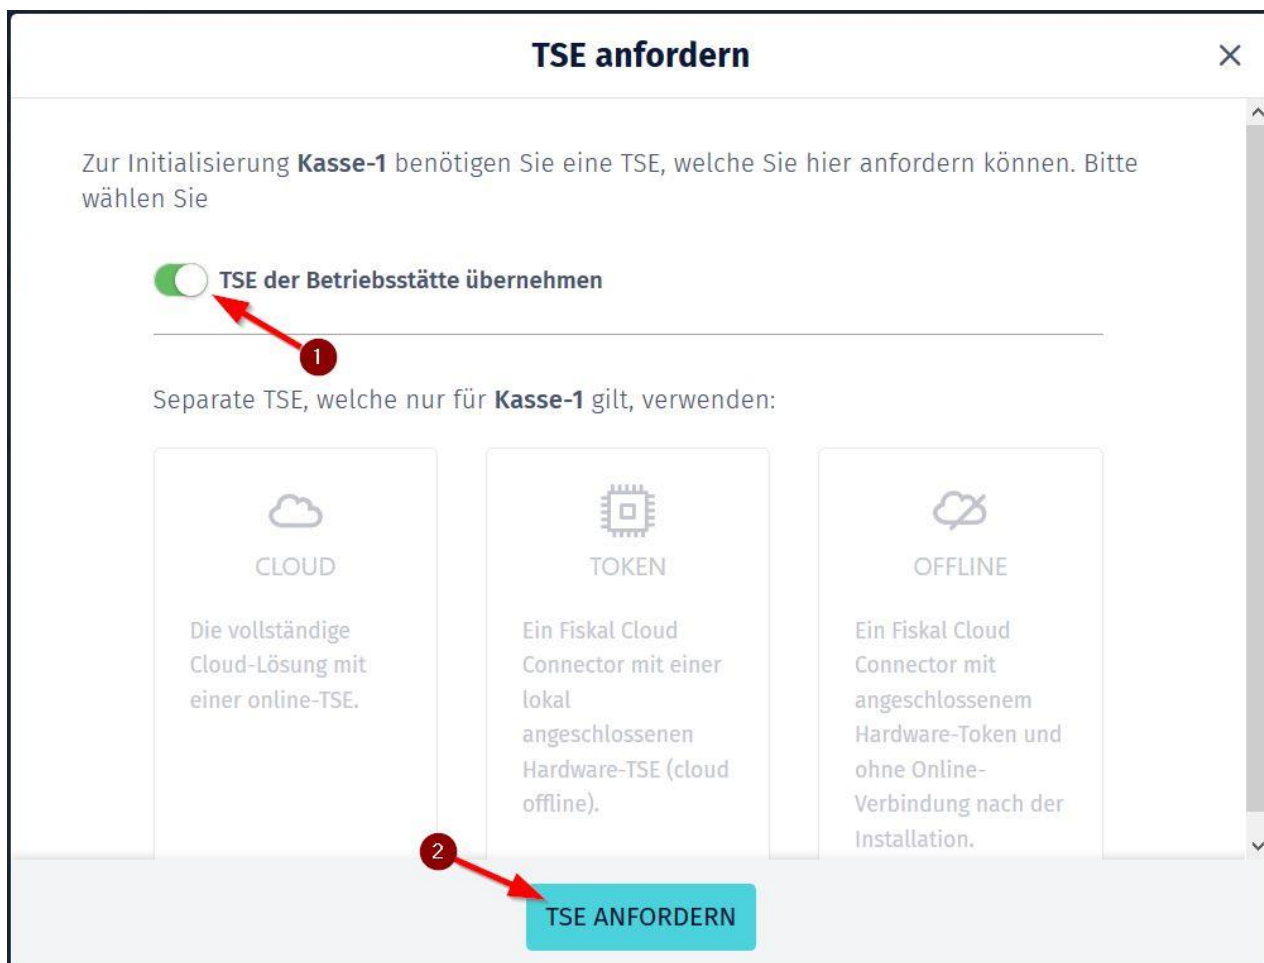 TSE anfordern
Zur Initialisierung Kasse-1 benötigen Sie eine TSE, welche Sie hier anfordern können. Bitte
wählen Sie
TSE der Betriebsstätte übernehmen
1
Separate TSE, welche nur für Kasse-1 gilt, verwenden:
CLOUD
Die vollständige
Cloud-Lösung mit
einer online-TSE.
TOKEN
Ein Fiskal Cloud
Connector mit einer
lokal
angeschlossenen
Hardware-TSE (cloud
offline).
OFFLINE
Ein Fiskal Cloud
Connector mit
angeschlossenem
Hardware-Token und
ohne Online-
Verbindung nach der
Installation.
2
TSE ANFORDERN